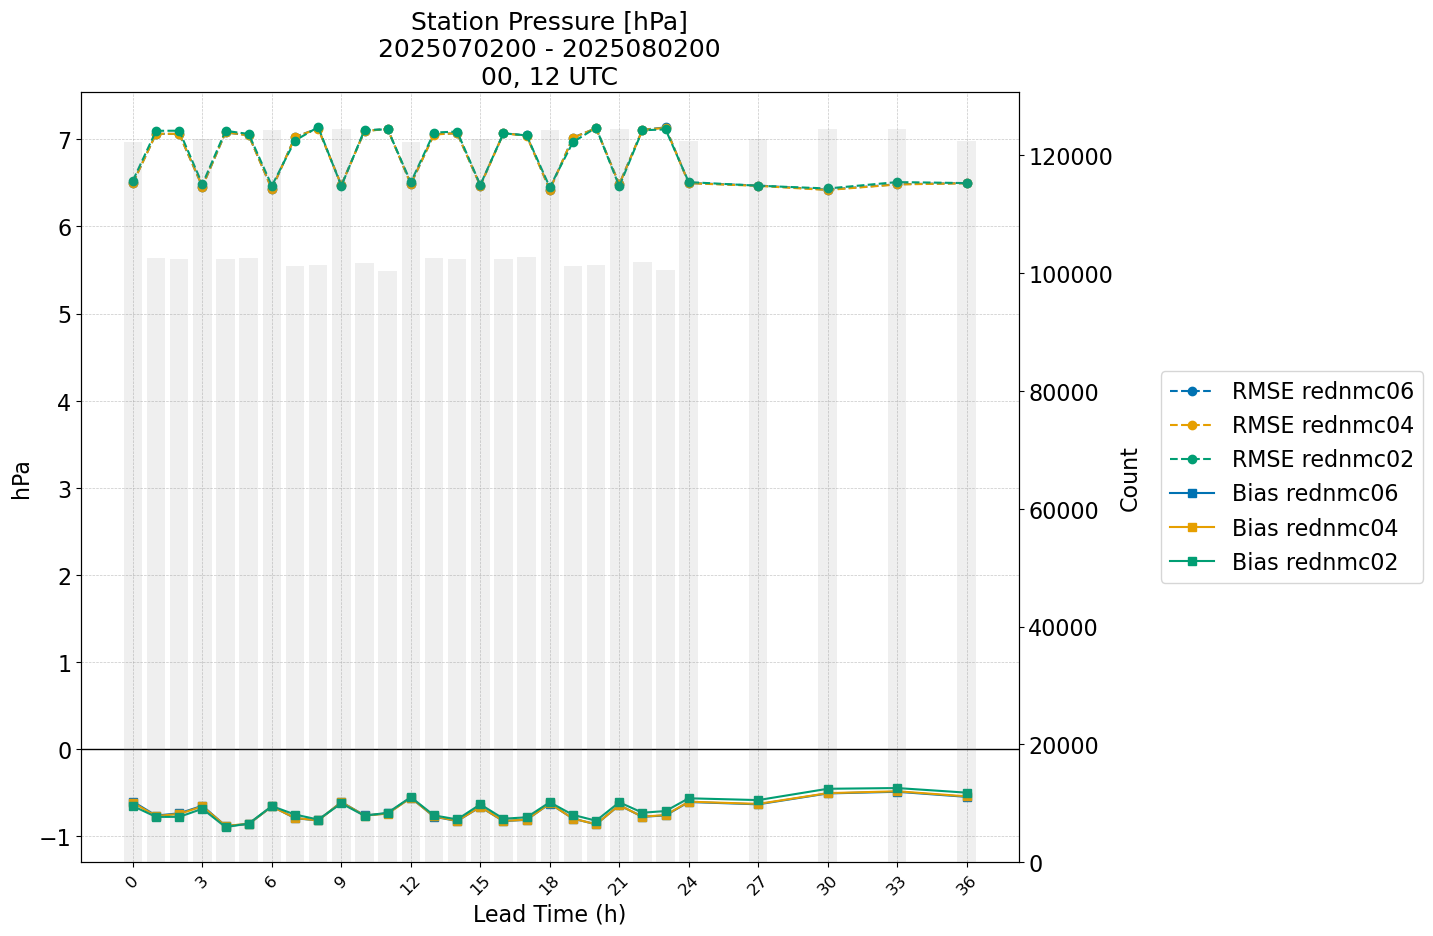 Station Pressure [hPa]
2025070200 - 2025080200
00, 12 UTC
7
6
5
4
3
2
1
0
−1
hPa
120000
100000
80000
60000
40000
20000
0
Count
0
3
6
9
12
15
18
21
24
27
30
33
36
Lead Time (h)
RMSE rednmc06
RMSE rednmc04
RMSE rednmc02
Bias rednmc06
Bias rednmc04
Bias rednmc02